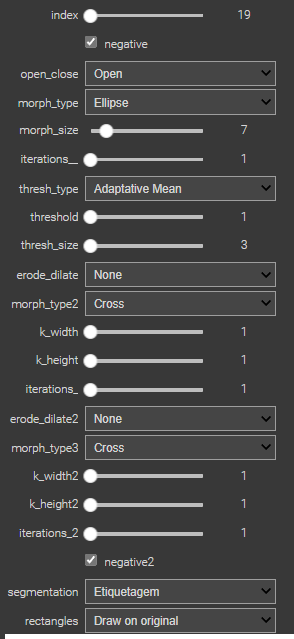 index 19
negative
open_close Open
morph_type Ellipse
morph_size 7
iterations__ 1
thresh_type Adaptative Mean
threshold 1
thresh_size 3
erode_dilate None
morph_type2 Cross
k_width 1
k_height 1
iterations_ 1
erode_dilate2 None
morph_type3 Cross
k_width2 1
k_height2 1
iterations_2 1
negative2
segmentation Etiquetagem
rectangles Draw on original